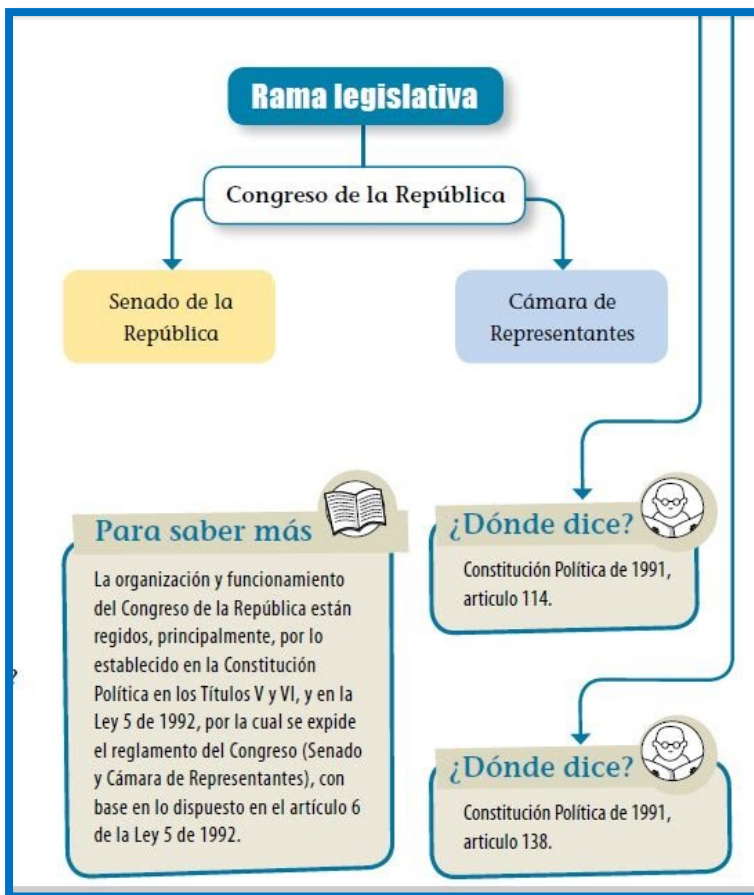 Rama legislativa
Congreso de la República
Senado de la
República
Cámara de
Representantes
Para saber más
La organización y funcionamiento
del Congreso de la República están
regidos, principalmente, por lo
establecido en la Constitución
Política en los Títulos V y VI, y en la
Ley 5 de 1992, por la cual se expide
el reglamento del Congreso (Senado
y Cámara de Representantes), con
base en lo dispuesto en el artículo 6
de la Ley 5 de 1992.
¿Dónde dice?
Constitución Política de 1991,
articulo 114.
¿Dónde dice?
Constitución Política de 1991,
articulo 138.
?